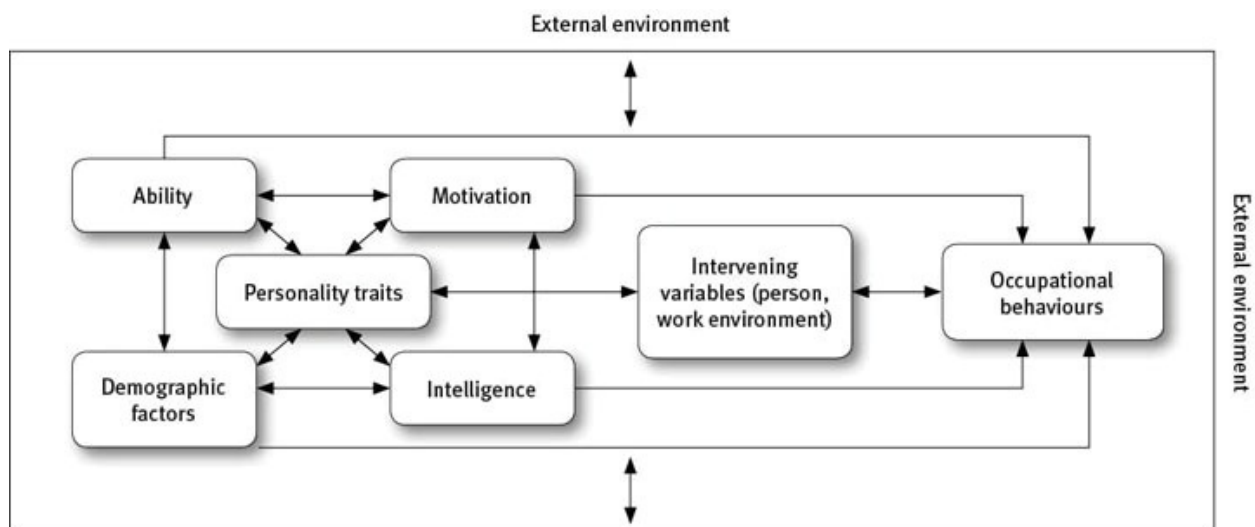 External environment
Ability
Motivation
Personality traits
Intervening
variables (person,
work environment)
Occupational
behaviours
Demographic
factors
Intelligence
External environment